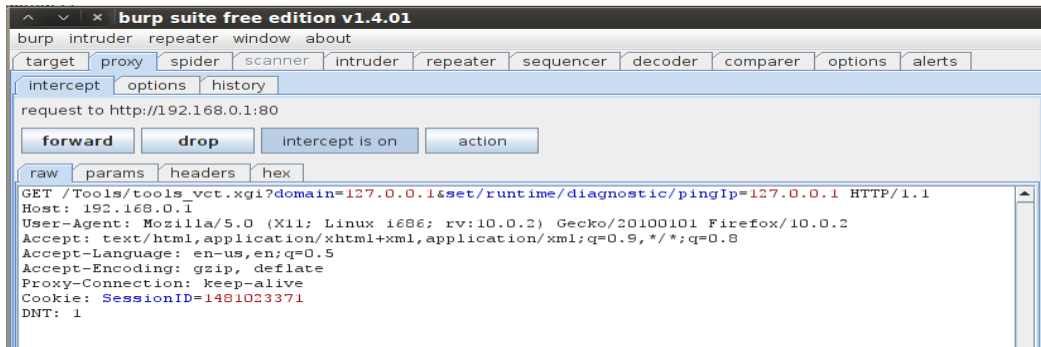 burp suite free edition v1.4.01
burp intruder repeater window about
target proxy spider scanner intruder repeater sequencer decoder comparer options alerts
intercept options history
request to http://192.168.0.1:80
forward drop intercept is on action
raw params headers hex
GET /Tools/tools_vct.xgi?domain=127.0.0.1&set/runtime/diagnostic/pingIp=127.0.0.1 HTTP/1.1
Host: 192.168.0.1
User-Agent: Mozilla/5.0 (X11; Linux i686; rv:10.0.2) Gecko/20100101 Firefox/10.0.2
Accept: text/html,application/xhtml+xml,application/xml;q=0.9,*/*;q=0.8
Accept-Language: en-us,en;q=0.5
Accept-Encoding: gzip, deflate
Proxy-Connection: keep-alive
Cookie: SessionID=1481023371
DNT: 1